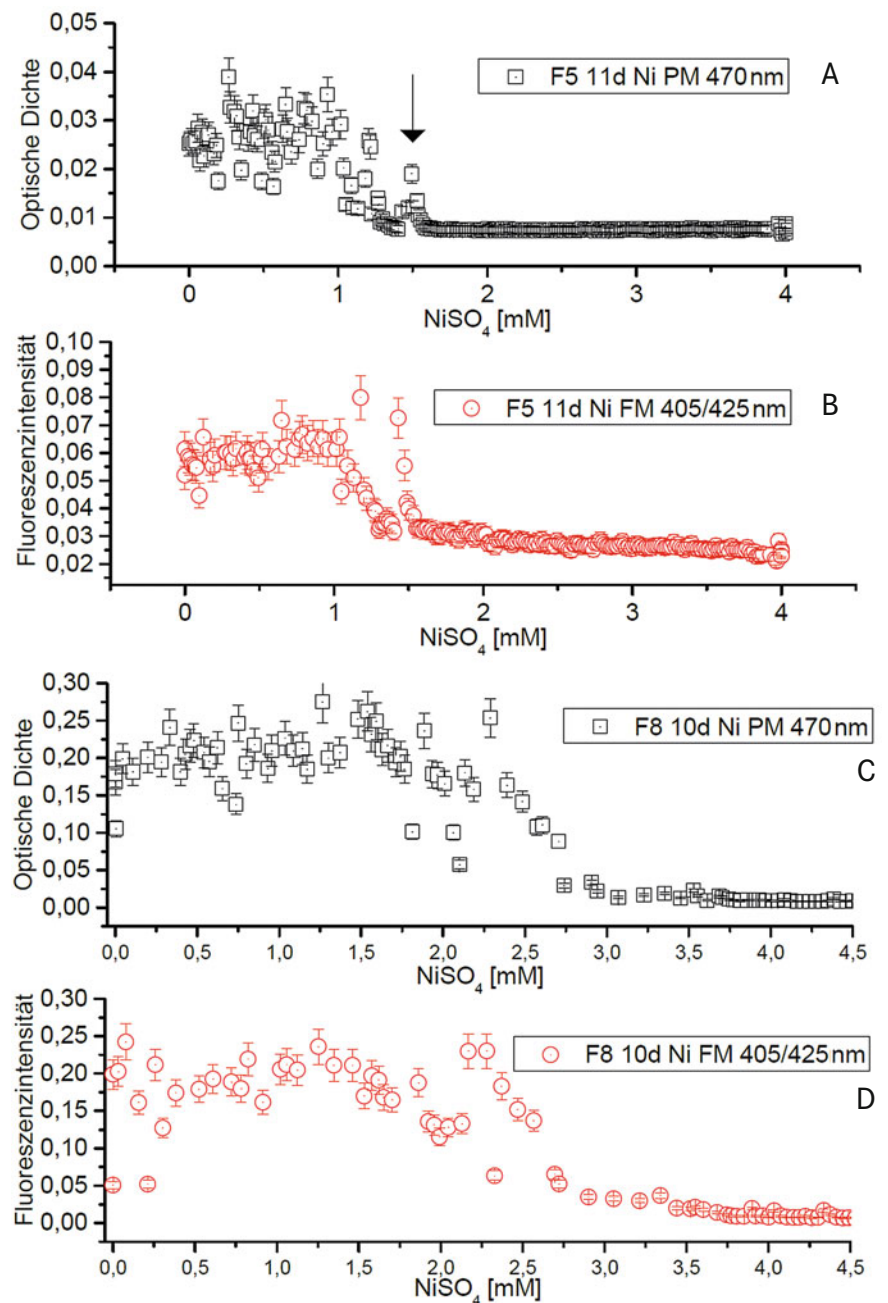 0,05
0,04
0,03
0,02
0,01
0,00
Optische Dichte
F5 11d Ni PM 470nm
A
0 1 2 3 4
NiSO4 [mM]
0,10
0,09
0,08
0,07
0,06
0,05
0,04
0,03
0,02
Fluoreszenzintensität
F5 11d Ni FM 405/425nm
B
0 1 2 3 4
NiSO4 [mM]
0,30
0,25
0,20
0,15
0,10
0,05
0,00
Optische Dichte
F8 10d Ni PM 470nm
C
0,0 0,5 1,0 1,5 2,0 2,5 3,0 3,5 4,0 4,5
NiSO4 [mM]
0,30
0,25
0,20
0,15
0,10
0,05
0,00
Fluoreszenzintensität
F8 10d Ni FM 405/425nm
D
0,0 0,5 1,0 1,5 2,0 2,5 3,0 3,5 4,0 4,5
NiSO4 [mM]